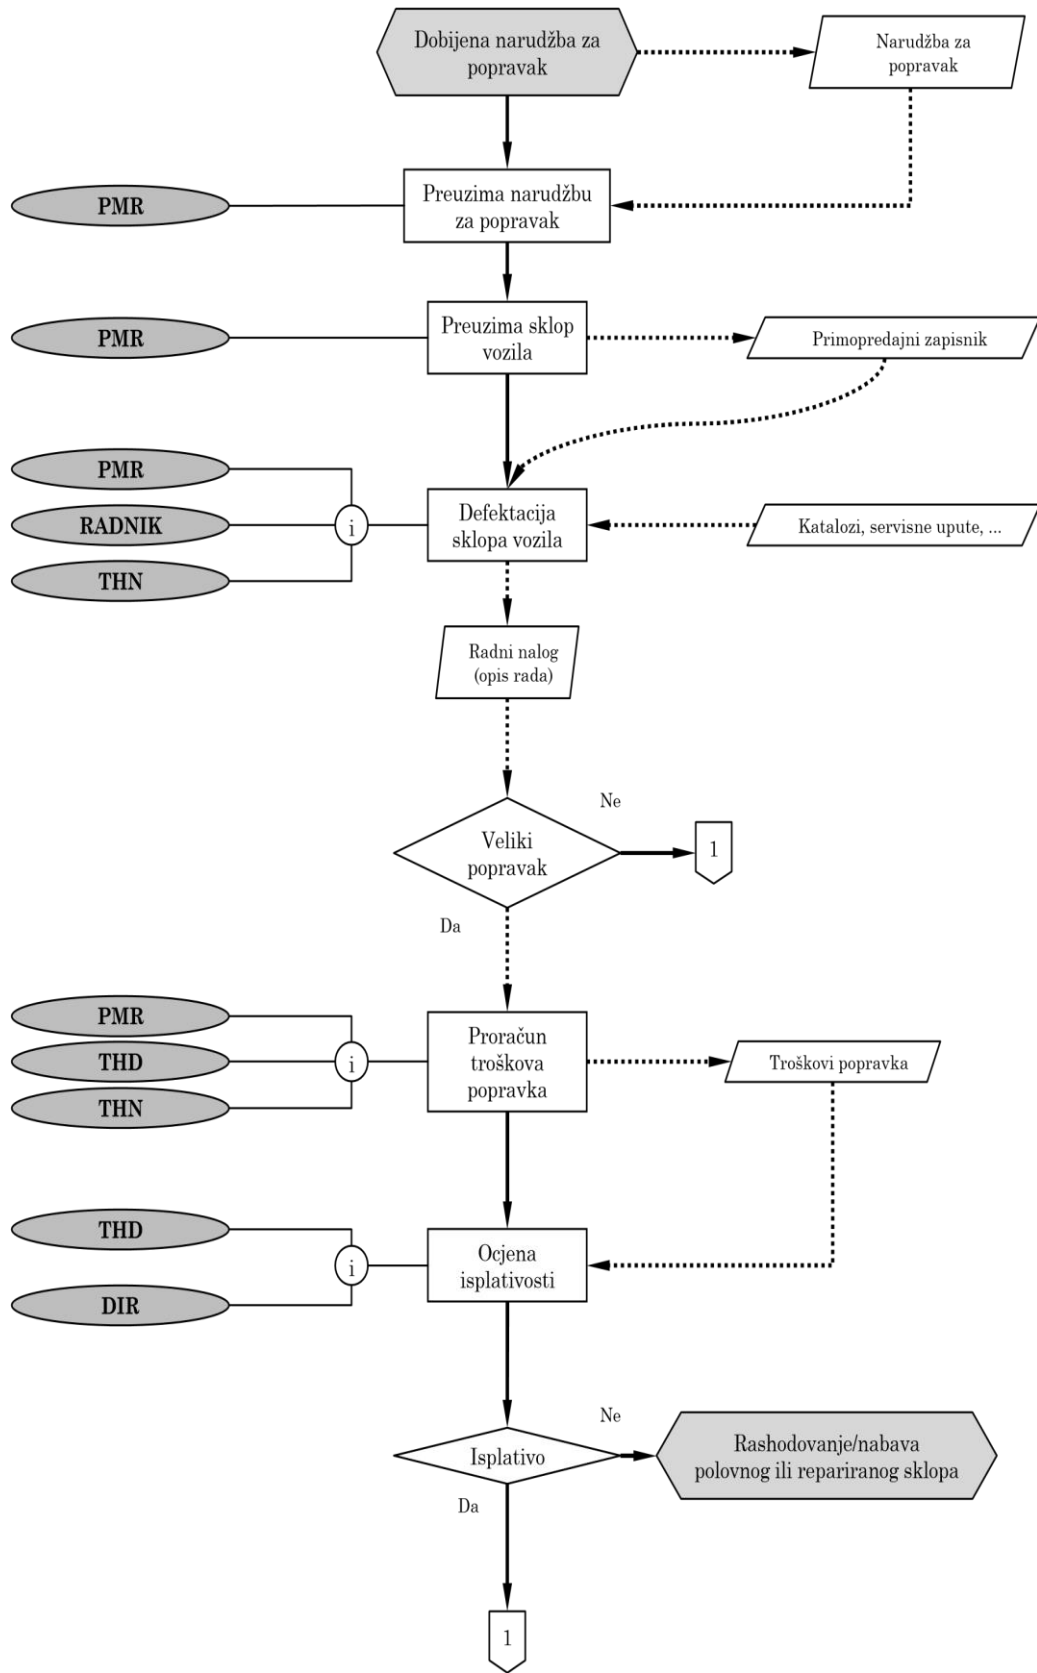 Dobijena narudžba za
popravak
Narudžba za
popravak
PMR
Preuzima narudžbu
za popravak
PMR
Preuzima sklop
vozila
Primopredajni zapisnik
PMR
RADNIK
THN
i
Defektacija
sklopa vozila
Katalozi, servisne upute, ...
Radni nalog
(opis rada)
Veliki
popravak
Ne
1
Da
PMR
THD
THN
i
Proračun
troškova
popravka
Troškovi popravka
THD
DIR
i
Ocjena
isplativosti
Isplativo
Ne
Rashodovanje/nabava
polovnog ili repariranog sklopa
Da
1